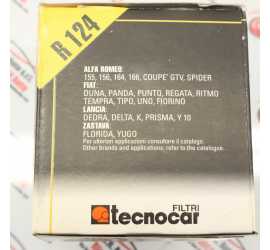 R 124
ALFA ROMEO:
155, 156, 164, 166, COUPE' GTV, SPIDER
FIAT:
DUNA, PANDA, PUNTO, REGATA, RITMO
TEMPRA, TIPO, UNO, FIORINO
LANCIA:
DEDRA, DELTA, K, PRISMA, Y 10
ZASTAVA:
FLORIDA, YUGO
Per ulteriori applicazioni consultare il catalogo.
Other brands and applications, refer to the catalogue.
FILTRI
tecnocar